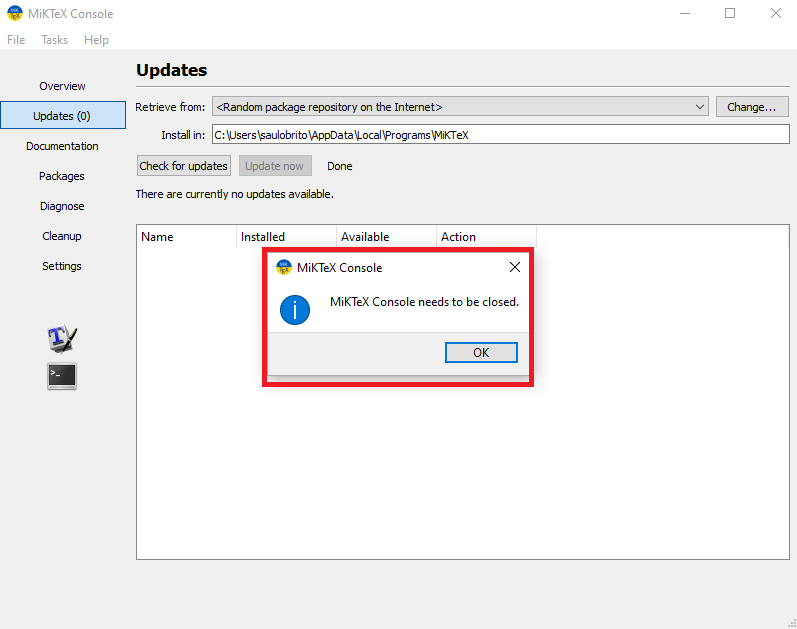 MiKTeX Console
File Tasks Help
Overview
Updates (0)
Documentation
Packages
Diagnose
Cleanup
Settings
Updates
Retrieve from: <Random package repository on the Internet> Change...
Install in: C:\Users\saulobrito\AppData\Local\Programs\MiKTeX
Check for updates Update now Done
There are currently no updates available.
Name Installed Available Action
MiKTeX Console
MiKTeX Console needs to be closed.
OK